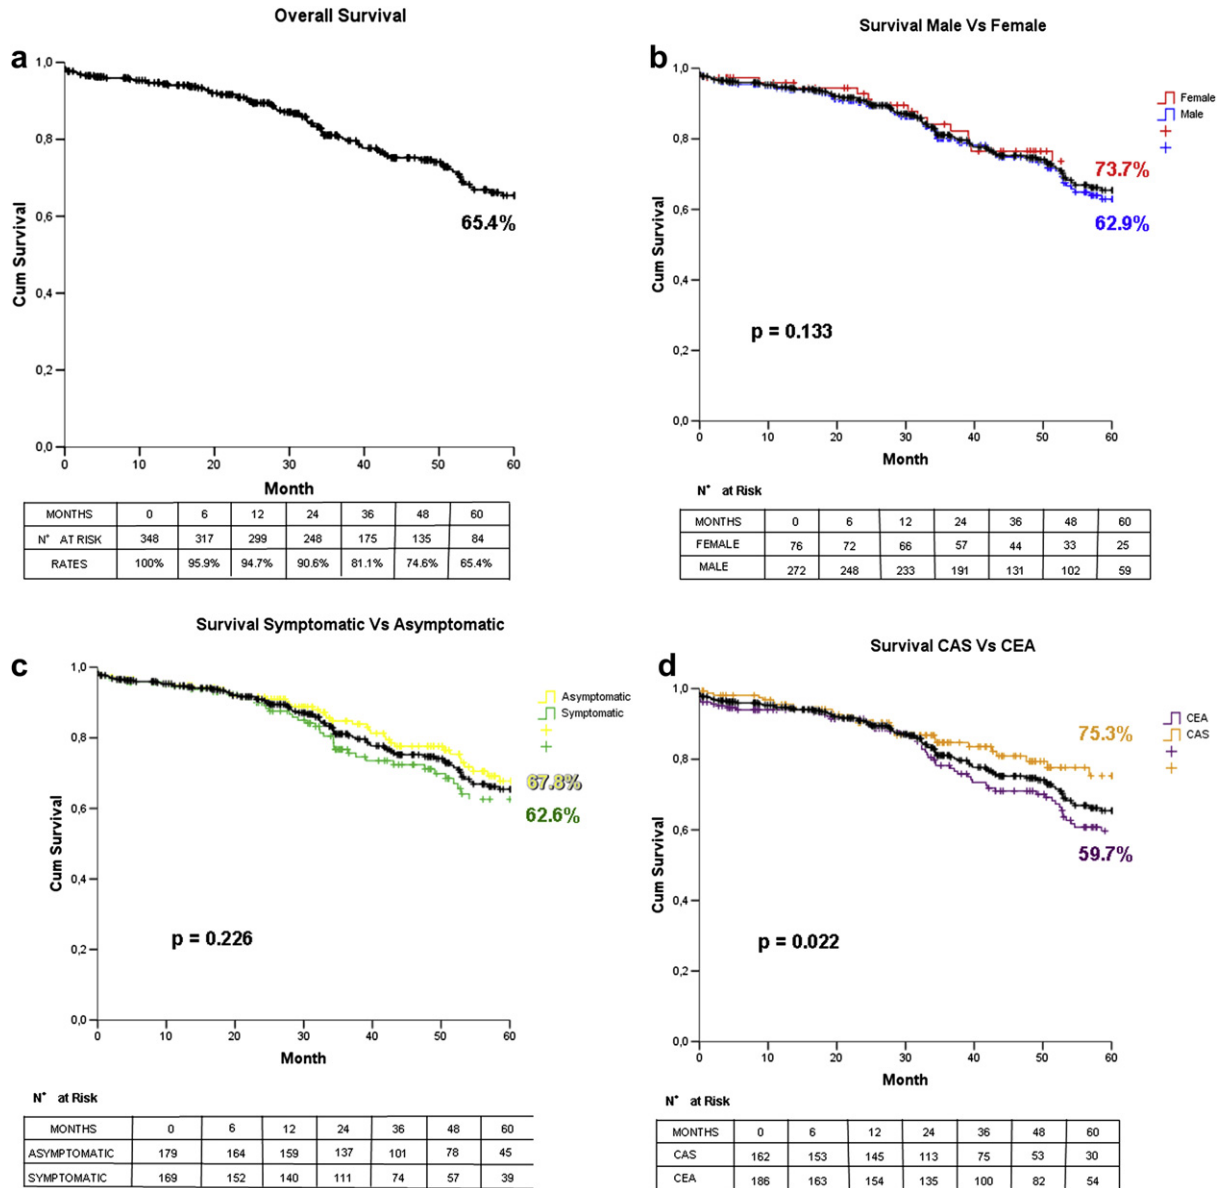 Overall Survival
a
1,0
0,8
0,6
0,4
0,2
0,0
Cum Survival
65.4%
0 10 20 30 40 50 60
Month
MONTHS 0 6 12 24 36 48 60
N° AT RISK 348 317 299 248 175 135 84
RATES 100% 95.9% 94.7% 90.6% 81.1% 74.6% 65.4%
Survival Male Vs Female
b
1,0
0,8
0,6
0,4
0,2
0,0
Cum Survival
Female
Male
73.7%
62.9%
p = 0.133
0 10 20 30 40 50 60
Month
N° at Risk
MONTHS 0 6 12 24 36 48 60
FEMALE 76 72 66 57 44 33 25
MALE 272 248 233 191 131 102 59
Survival Symptomatic Vs Asymptomatic
c
1,0
0,8
0,6
0,4
0,2
0,0
Cum Survival
Asymptomatic
Symptomatic
67.8%
62.6%
p = 0.226
0 10 20 30 40 50 60
Month
N° at Risk
MONTHS 0 6 12 24 36 48 60
ASYMPTOMATIC 179 164 159 137 101 78 45
SYMPTOMATIC 169 152 140 111 74 57 39
Survival CAS Vs CEA
d
1,0
0,8
0,6
0,4
0,2
0,0
Cum Survival
CEA
CAS
75.3%
59.7%
p = 0.022
0 10 20 30 40 50 60
Month
N° at Risk
MONTHS 0 6 12 24 36 48 60
CAS 162 153 145 113 75 53 30
CEA 186 163 154 135 100 82 54